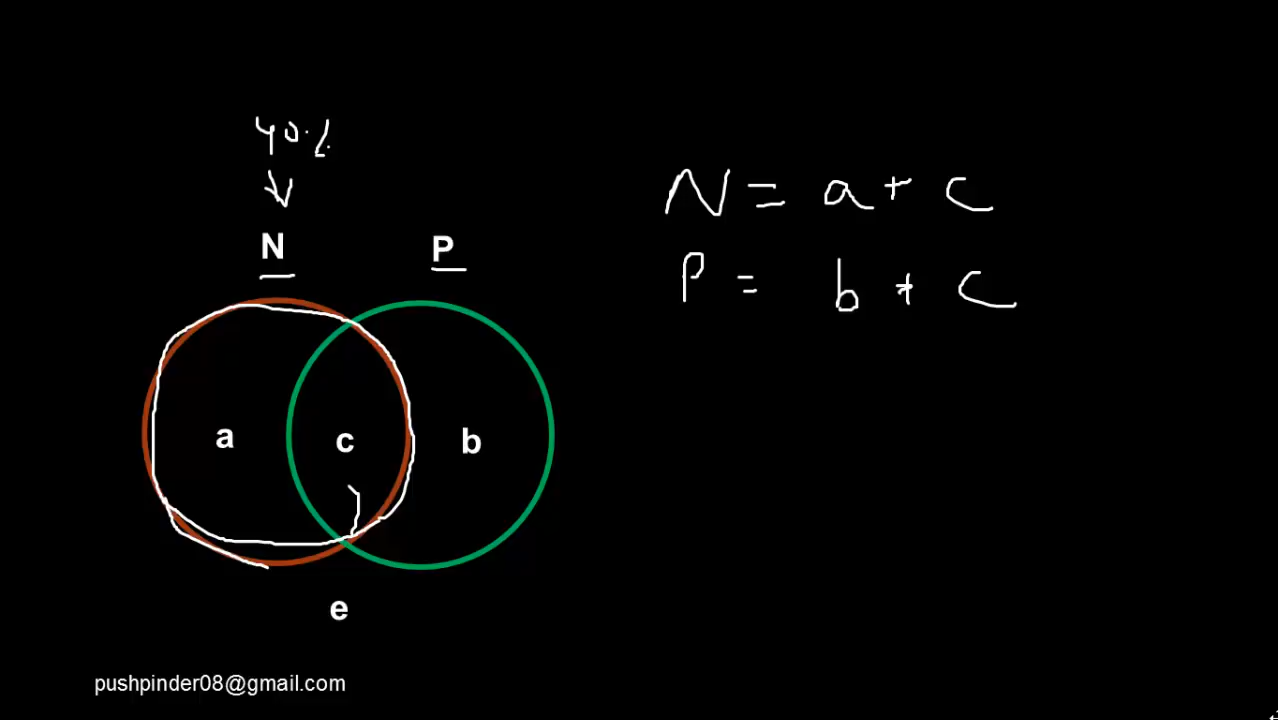 40%
N P
N = a + c
P = b + c
a c b
e
pushpinder08@gmail.com